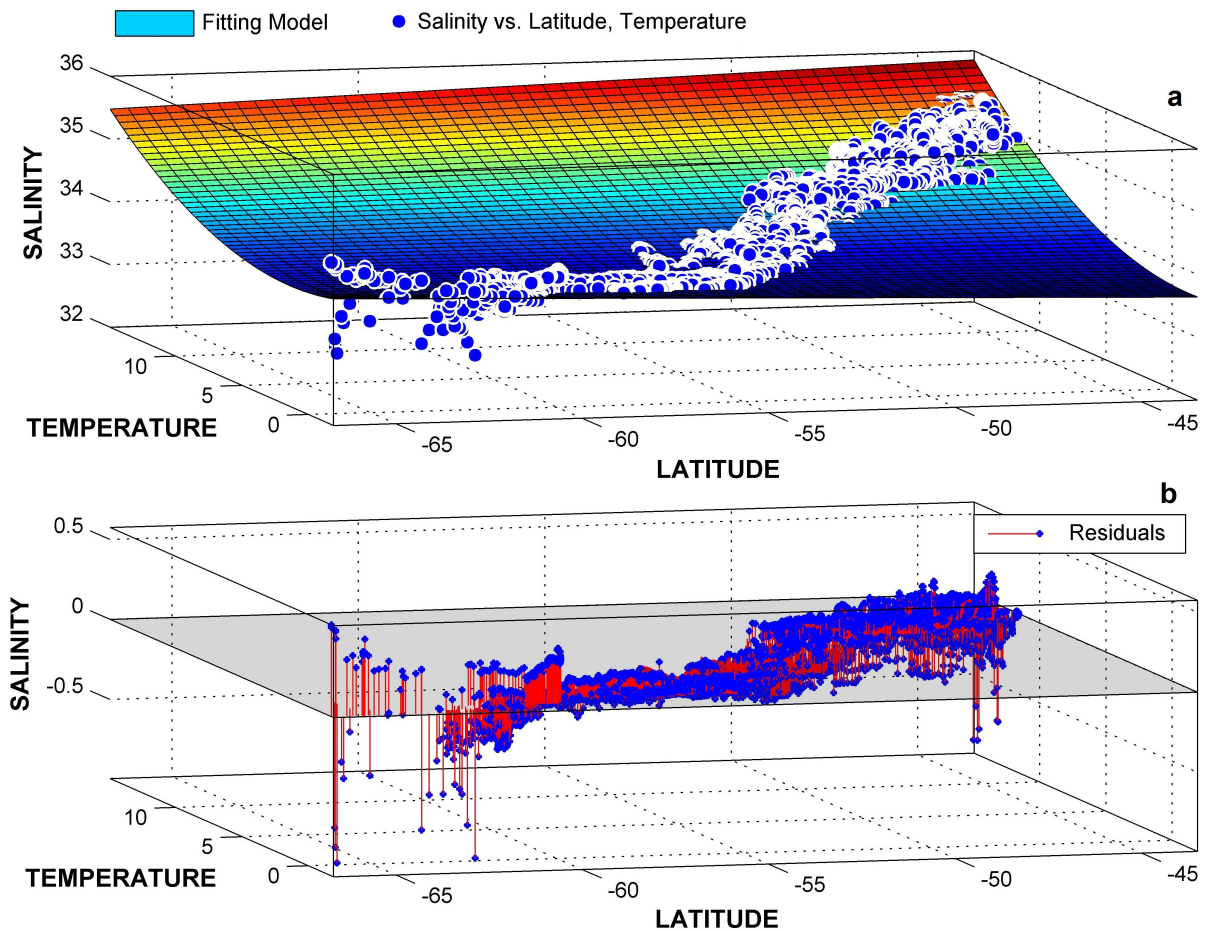 Fitting Model
Salinity vs. Latitude, Temperature
a
36
35
34
33
32
SALINITY
10
5
0
TEMPERATURE
-65
-60
-55
-50
-45
LATITUDE
b
Residuals
0.5
0
-0.5
SALINITY
10
5
0
TEMPERATURE
-65
-60
-55
-50
-45
LATITUDE